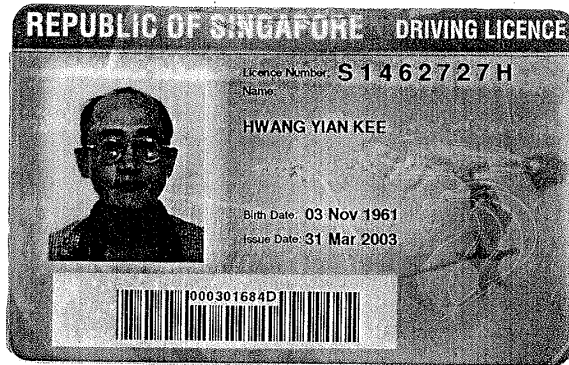 REPUBLIC OF SINGAPORE DRIVING LICENCE
Licence Number: S1462727H
Name:
HWANG YIAN KEE
Birth Date: 03 Nov 1961
Issue Date: 31 Mar 2003
000301684D